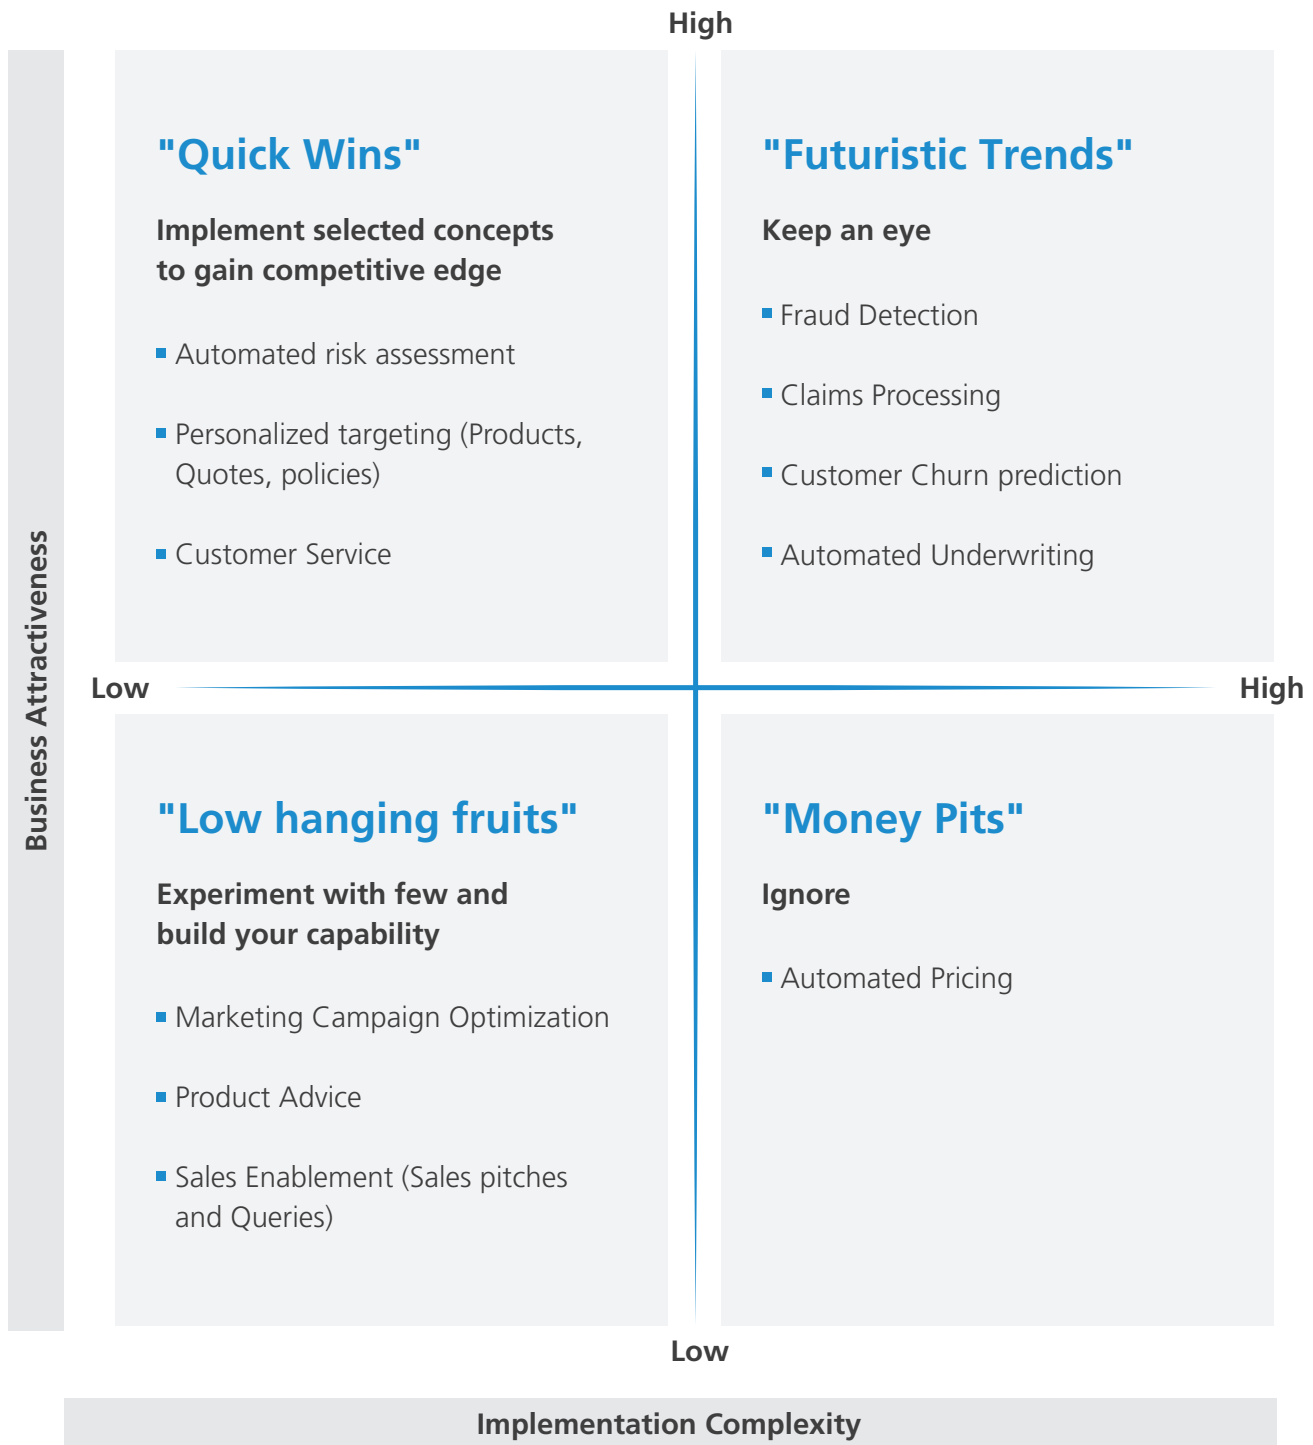 High
"Quick Wins"
Implement selected concepts
to gain competitive edge
Automated risk assessment
Personalized targeting (Products,
Quotes, policies)
Customer Service
"Futuristic Trends"
Keep an eye
Fraud Detection
Claims Processing
Customer Churn prediction
Automated Underwriting
Business Attractiveness
Low
High
"Low hanging fruits"
Experiment with few and
build your capability
Marketing Campaign Optimization
Product Advice
Sales Enablement (Sales pitches
and Queries)
"Money Pits"
Ignore
Automated Pricing
Low
Implementation Complexity